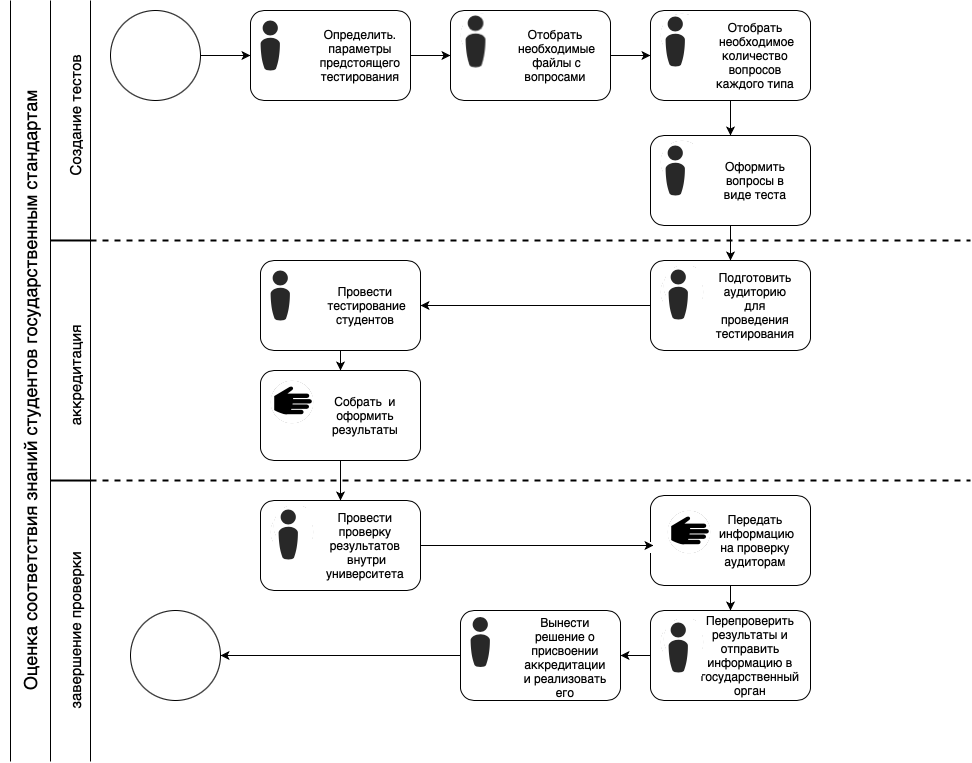 Оценка соответствия знаний студентов государственным стандартам
Создание тестов
Определить.
параметры
предстоящего
тестирования
Отобрать
необходимые
файлы с
вопросами
Отобрать
необходимое
количество
вопросов
каждого типа
Оформить
вопросы в
виде теста
аккредитация
Провести
тестирование
студентов
Подготовить
аудиторию
для
проведения
тестирования
Собрать и
оформить
результаты
завершение проверки
Провести
проверку
результатов
внутри
университета
Передать
информацию
на проверку
аудиторам
Вынести
решение о
присвоении
аккредитации
и реализовать
его
Перепроверить
результаты и
отправить
информацию в
государственный
орган